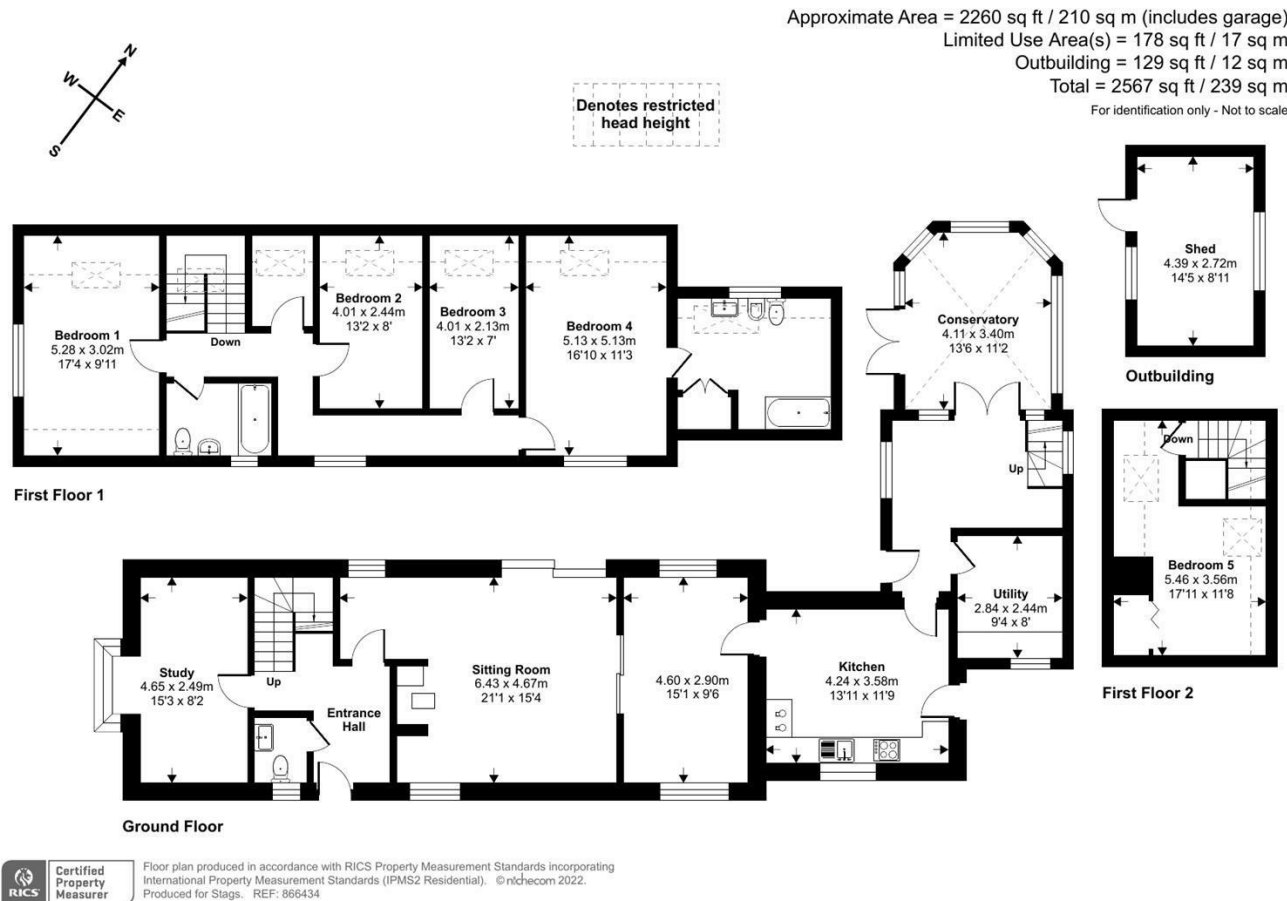 Approximate Area = 2260 sq ft / 210 sq m (includes garage)
Limited Use Area(s) = 178 sq ft / 17 sq m
Outbuilding = 129 sq ft / 12 sq m
Total = 2567 sq ft / 239 sq m
For identification only - Not to scale
N
W
E
S
Denotes restricted
head height
Shed
4.39 x 2.72m
14'5 x 8'11
Outbuilding
Bedroom 1
5.28 x 3.02m
17'4 x 9'11
Down
Bedroom 2
4.01 x 2.44m
13'2 x 8'
Bedroom 3
4.01 x 2.13m
13'2 x 7'
Bedroom 4
5.13 x 5.13m
16'10 x 11'3
First Floor 1
Conservatory
4.11 x 3.40m
13'6 x 11'2
Up
Utility
2.84 x 2.44m
9'4 x 8'
Down
Bedroom 5
5.46 x 3.56m
17'11 x 11'8
First Floor 2
Study
4.65 x 2.49m
15'3 x 8'2
Up
Entrance
Hall
Sitting Room
6.43 x 4.67m
21'1 x 15'4
4.60 x 2.90m
15'1 x 9'6
Kitchen
4.24 x 3.58m
13'11 x 11'9
Ground Floor
RICS
Certified
Property
Measurer
Floor plan produced in accordance with RICS Property Measurement Standards incorporating
International Property Measurement Standards (IPMS2 Residential). © nichecom 2022.
Produced for Stags. REF: 866434